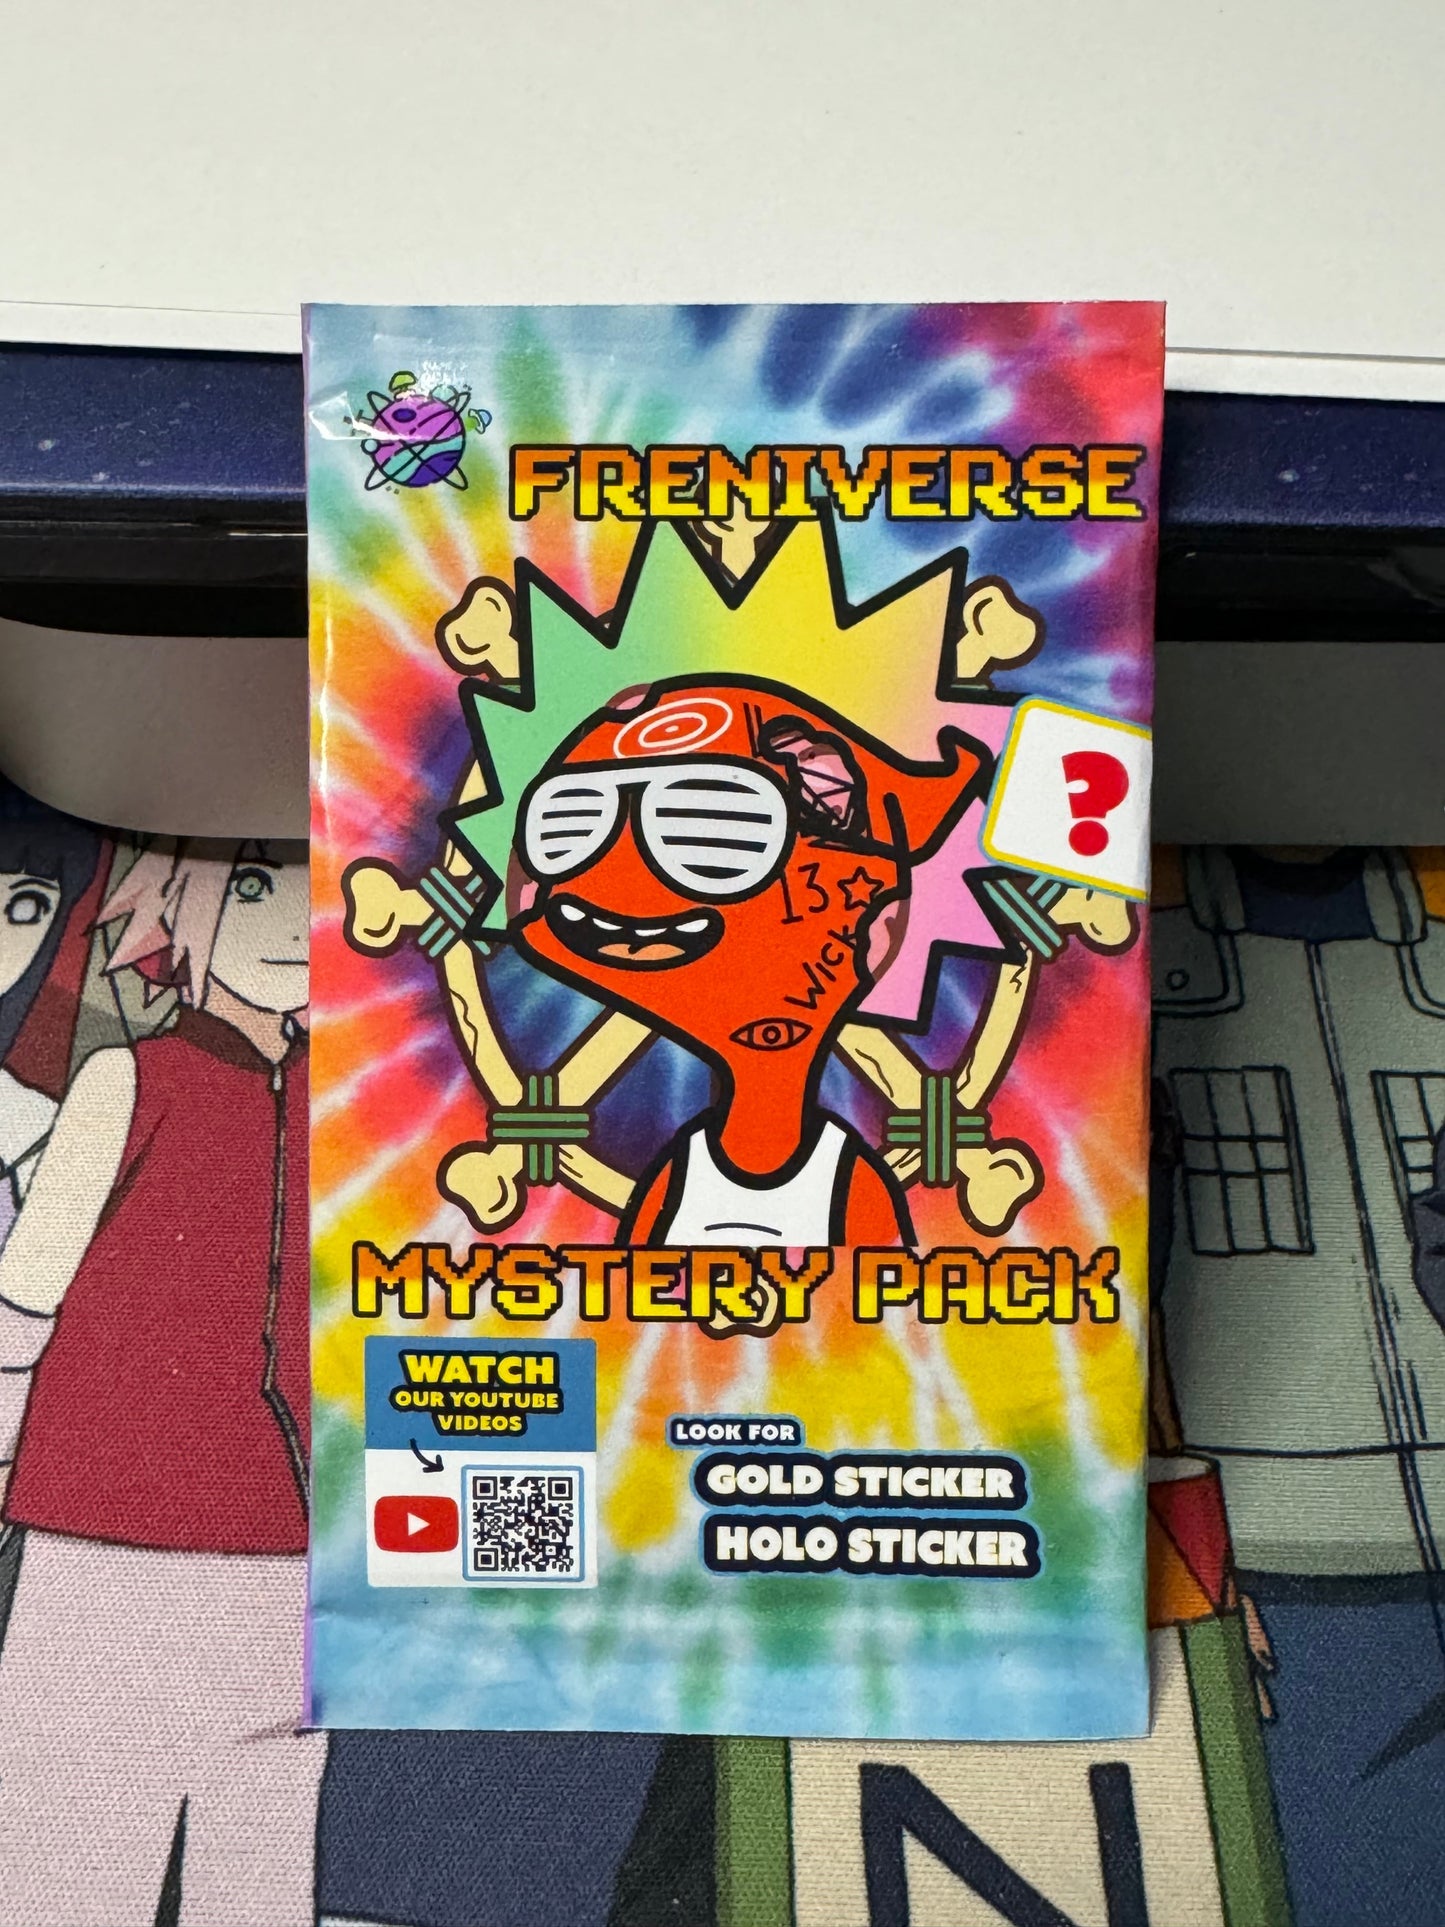 FRENIVERSE
?
13
Wick
MYSTERY PACK
WATCH
OUR YOUTUBE
VIDEOS
LOOK FOR
GOLD STICKER
HOLO STICKER
N